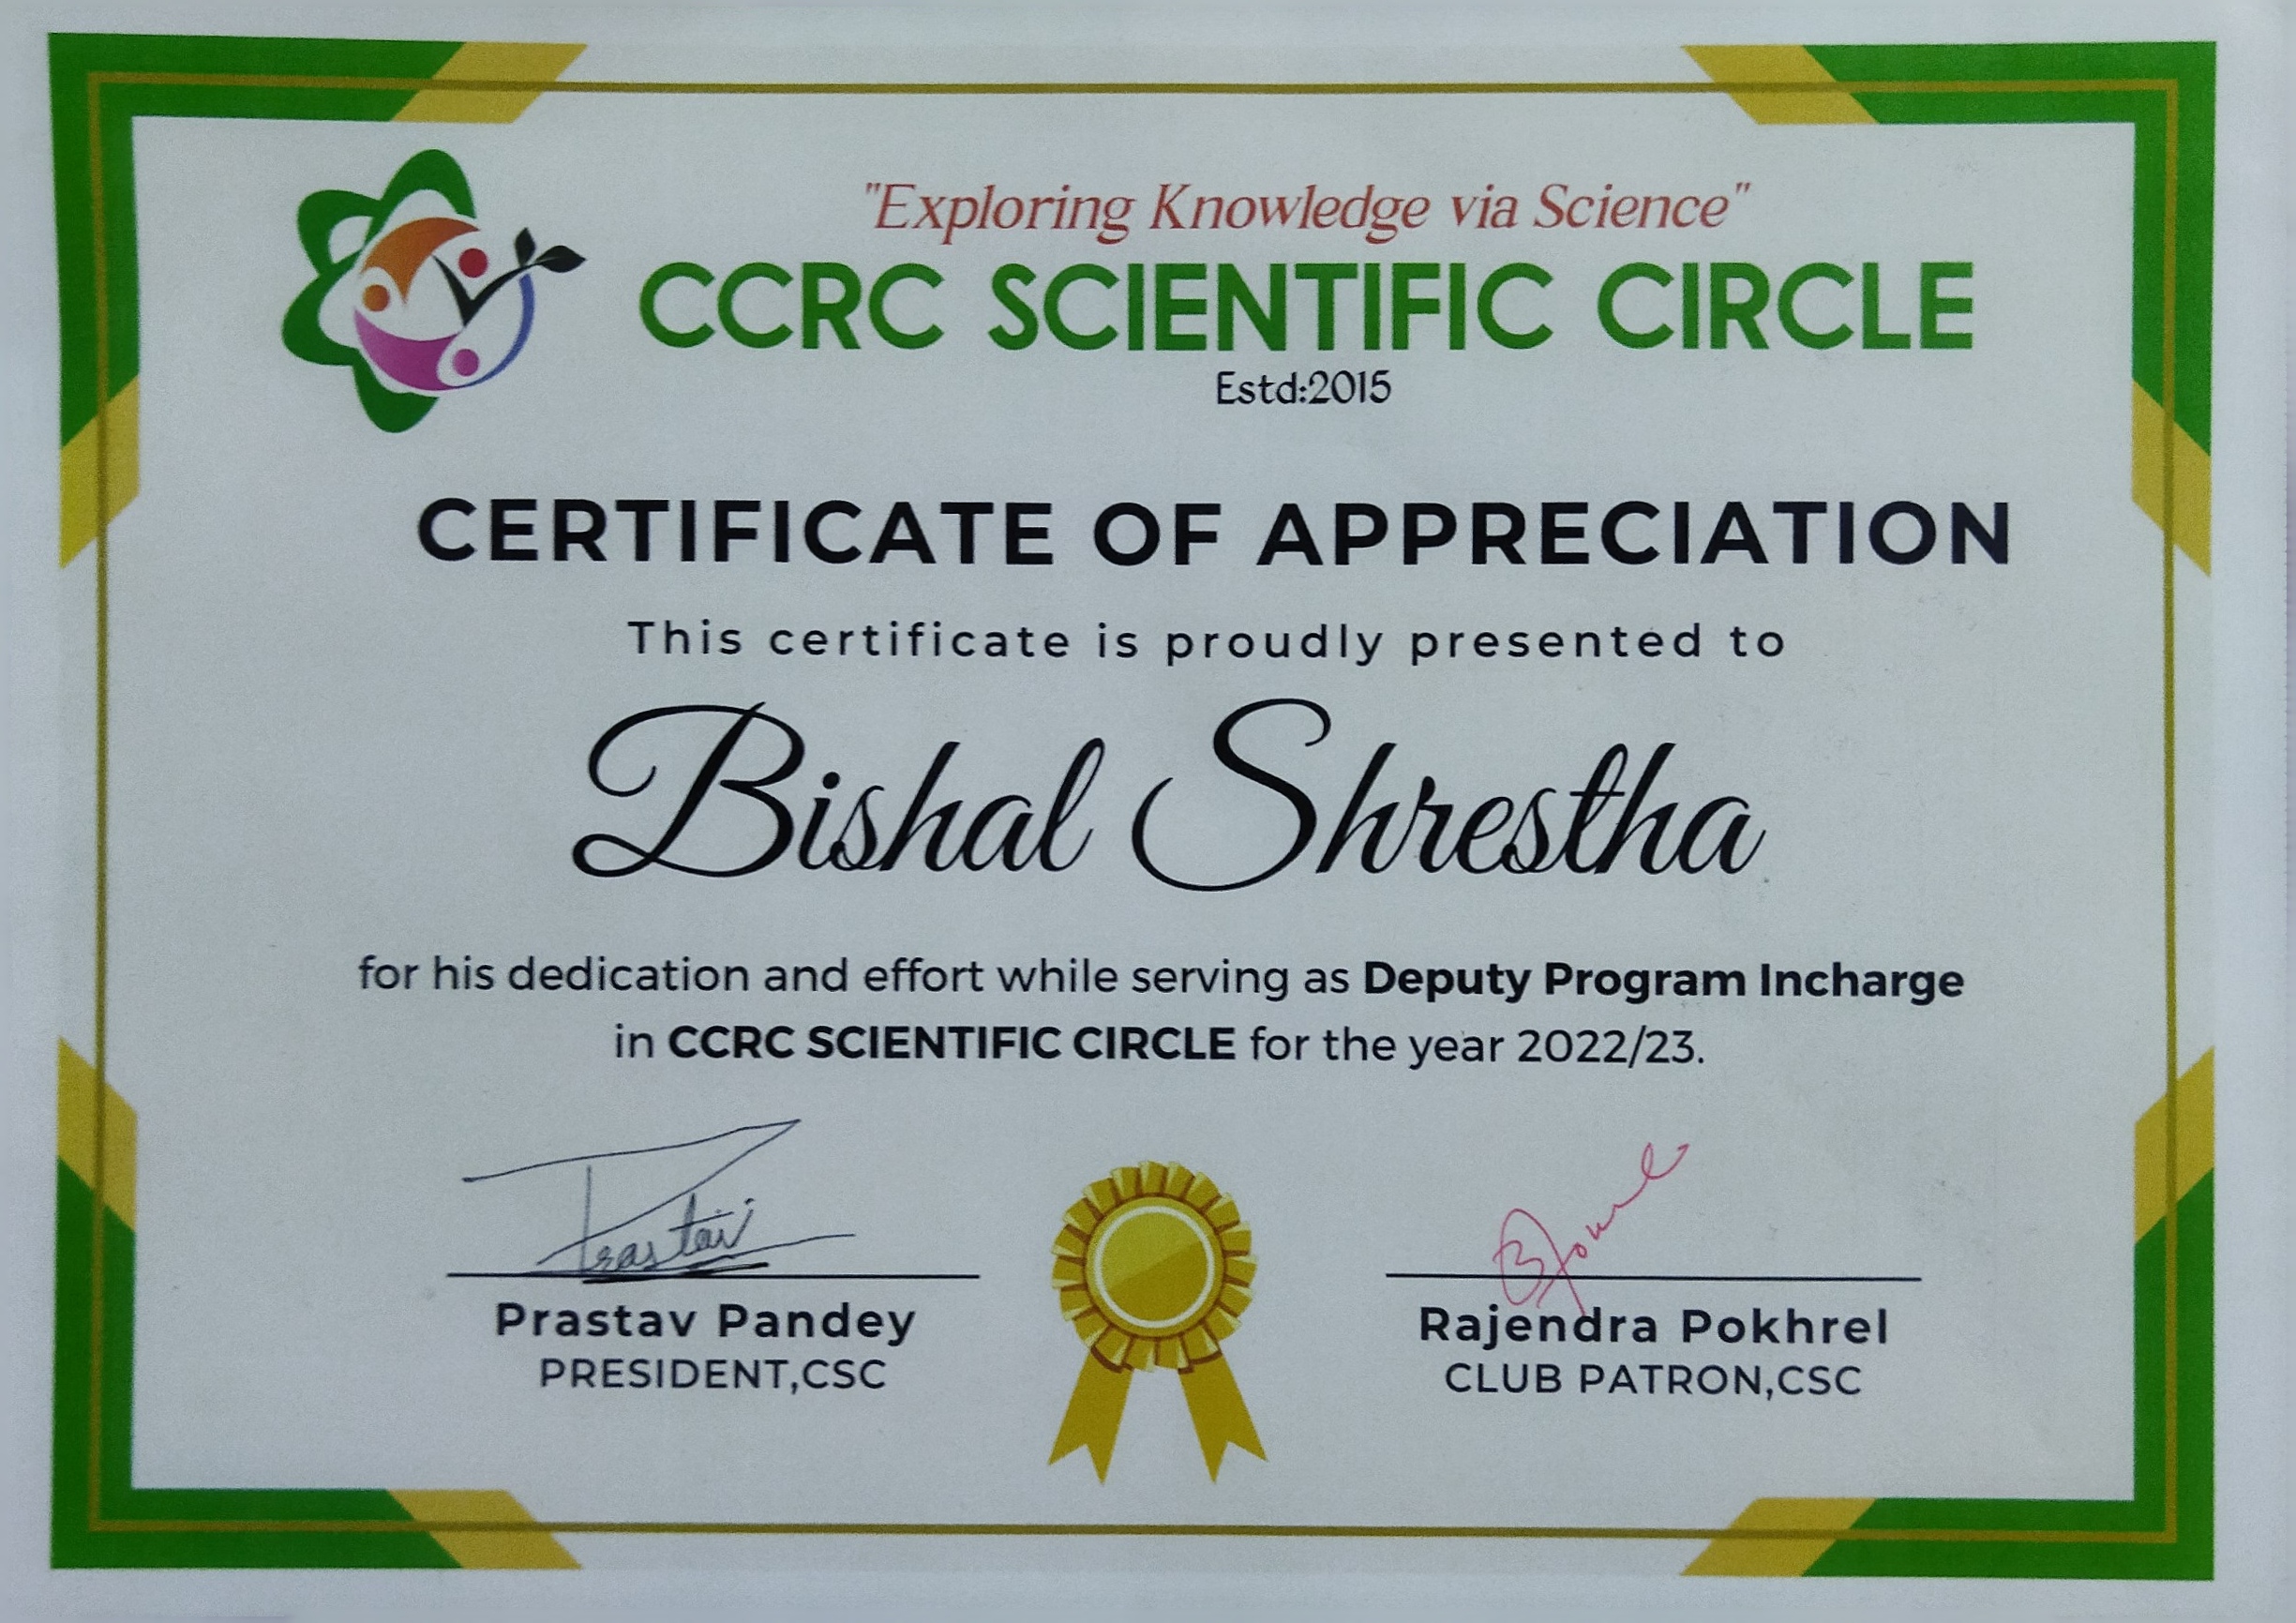 "Exploring Knowledge via Science"
CCRC SCIENTIFIC CIRCLE
Estd:2015
CERTIFICATE OF APPRECIATION
This certificate is proudly presented to
Bishal Shrestha
for his dedication and effort while serving as Deputy Program Incharge
in CCRC SCIENTIFIC CIRCLE for the year 2022/23.
Prastav
Prastav Pandey
PRESIDENT,CSC
Rajendra Pokhrel
CLUB PATRON,CSC